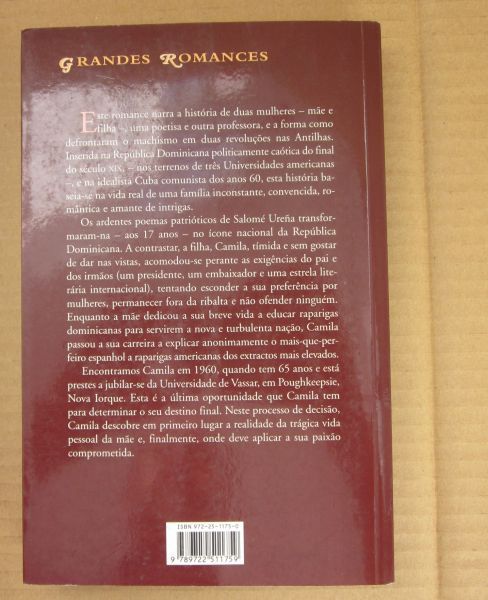 GRANDES ROMANCES
Este romance narra a história de duas mulheres – mãe e
filha –, uma poetisa e outra professora, e a forma como
defrontaram o machismo em duas revoluções nas Antilhas.
Inserida na República Dominicana politicamente caótica do final
do século XIX, – nos terrenos de três Universidades americanas
–, e na idealista Cuba comunista dos anos 60, esta história ba-
seia-se na vida real de uma família inconstante, convencida, ro-
mântica e amante de intrigas.
Os ardentes poemas patrióticos de Salomé Ureña transfor-
maram-na – aos 17 anos – no ícone nacional da República
Dominicana. A contrastar, a filha, Camila, tímida e sem gostar
de dar nas vistas, acomodou-se perante as exigências do pai e
dos irmãos (um presidente, um embaixador e uma estrela lite-
rária internacional), tentando esconder a sua preferência por
mulheres, permanecer fora da ribalta e não ofender ninguém.
Enquanto a mãe dedicou a sua breve vida a educar raparigas
dominicanas para servirem a nova e turbulenta nação, Camila
passou a sua carreira a explicar anonimamente o mais-que-per-
feito espanhol a raparigas americanas dos extractos mais elevados.
Encontramos Camila em 1960, quando tem 65 anos e está
prestes a jubilar-se da Universidade de Vassar, em Poughkeepsie,
Nova Iorque. Esta é a última oportunidade que Camila tem
para determinar o seu destino final. Neste processo de decisão,
Camila descobre em primeiro lugar a realidade da trágica vida
pessoal da mãe e, finalmente, onde deve aplicar a sua paixão
comprometida.
ISBN 972-25-1175-0
9 789722 511759